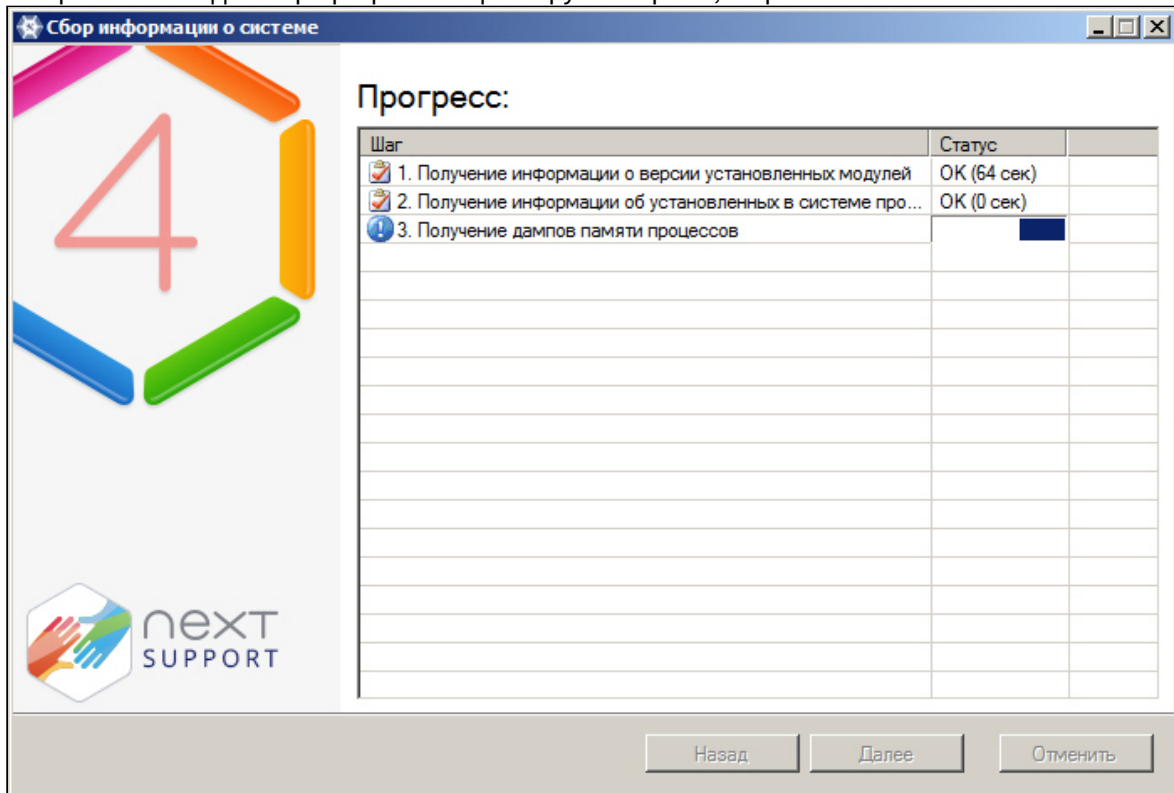 Сбор информации о системе
4
Прогресс:
Шаг Статус
1. Получение информации о версии установленных модулей OK (64 сек)
2. Получение информации об установленных в системе про... OK (0 сек)
3. Получение дампов памяти процессов
next
SUPPORT
Назад Далее Отменить